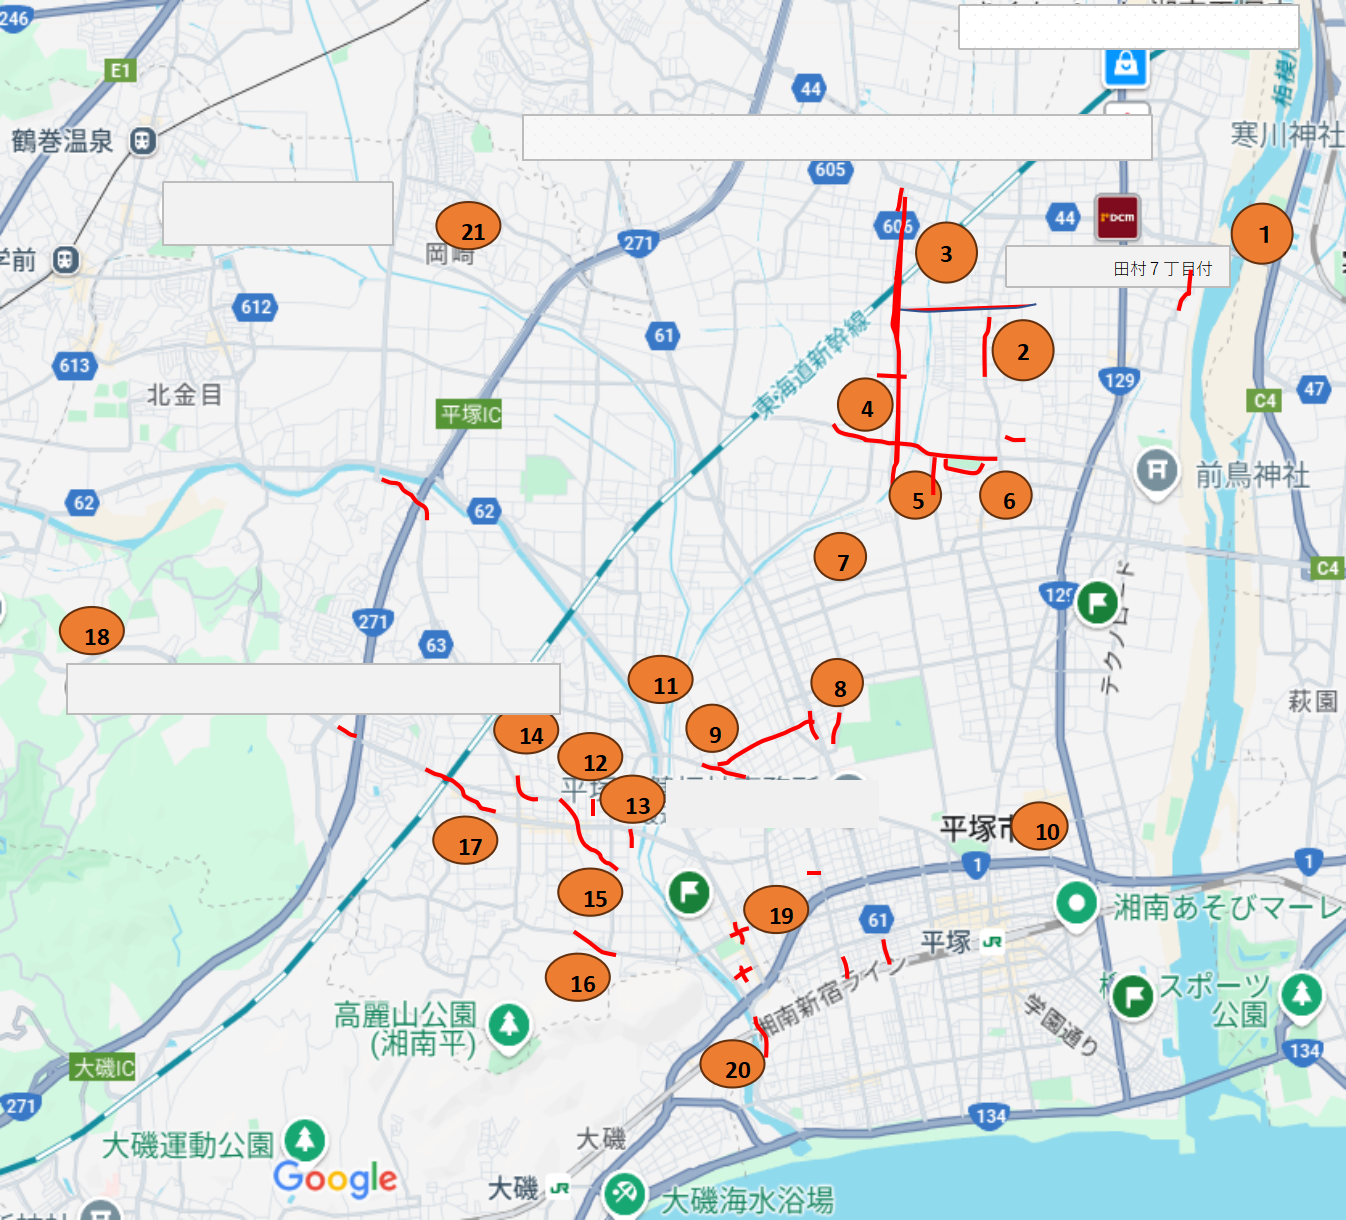 246
E1
44
鶴巻温泉
寒川神社
605
606
44
DCM
1
21
岡崎
271
3
学前
田村７丁目付
612
61
613
東海道新幹線
2
北金目
平塚IC
129
C4
47
4
62
62
5
6
前鳥神社
7
C4
129
テクノロード
271
63
18
11
8
萩園
9
14
12
13
17
平塚市
10
1
1
15
19
61
湘南あそびマーレ
平塚
JR
16
湘南新宿ライン
スポーツ
公園
高麗山公園
(湘南平)
学園通り
134
20
大磯IC
271
134
大磯運動公園
大磯
Google
大磯
JR
大磯海水浴場